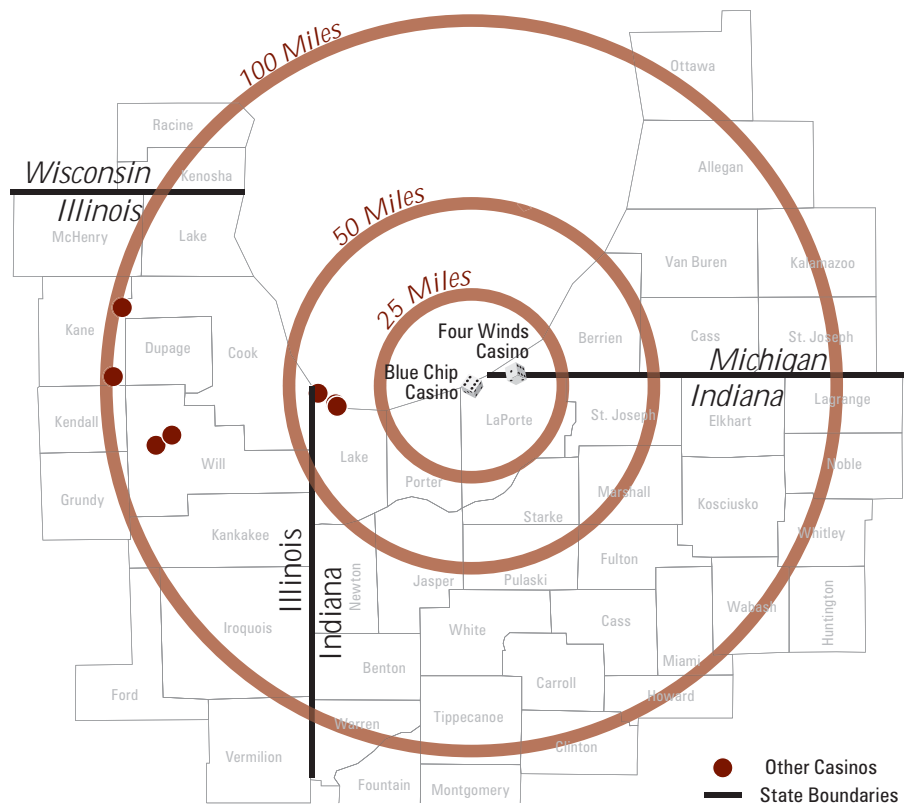 100 Miles
Ottawa
Racine
Allegan
Wisconsin
Kenosha
Illinois
McHenry
Lake
50 Miles
Van Buren
Kalamazoo
25 Miles
Kane
Dupage
Cook
Four Winds
Casino
Berrien
Cass
St. Joseph
Blue Chip
Casino
Michigan
Indiana
Kendall
LaPorte
St. Joseph
Elkhart
Lagrange
Grundy
Will
Lake
Porter
Marshall
Noble
Kosciusko
Starke
Kankakee
Whitley
Illinois
Indiana
Newton
Jasper
Pulaski
Fulton
Iroquois
White
Cass
Wabash
Huntington
Benton
Miami
Ford
Carroll
Howard
Warren
Tippecanoe
Clinton
Vermilion
Fountain
Montgomery
Other Casinos
State Boundaries